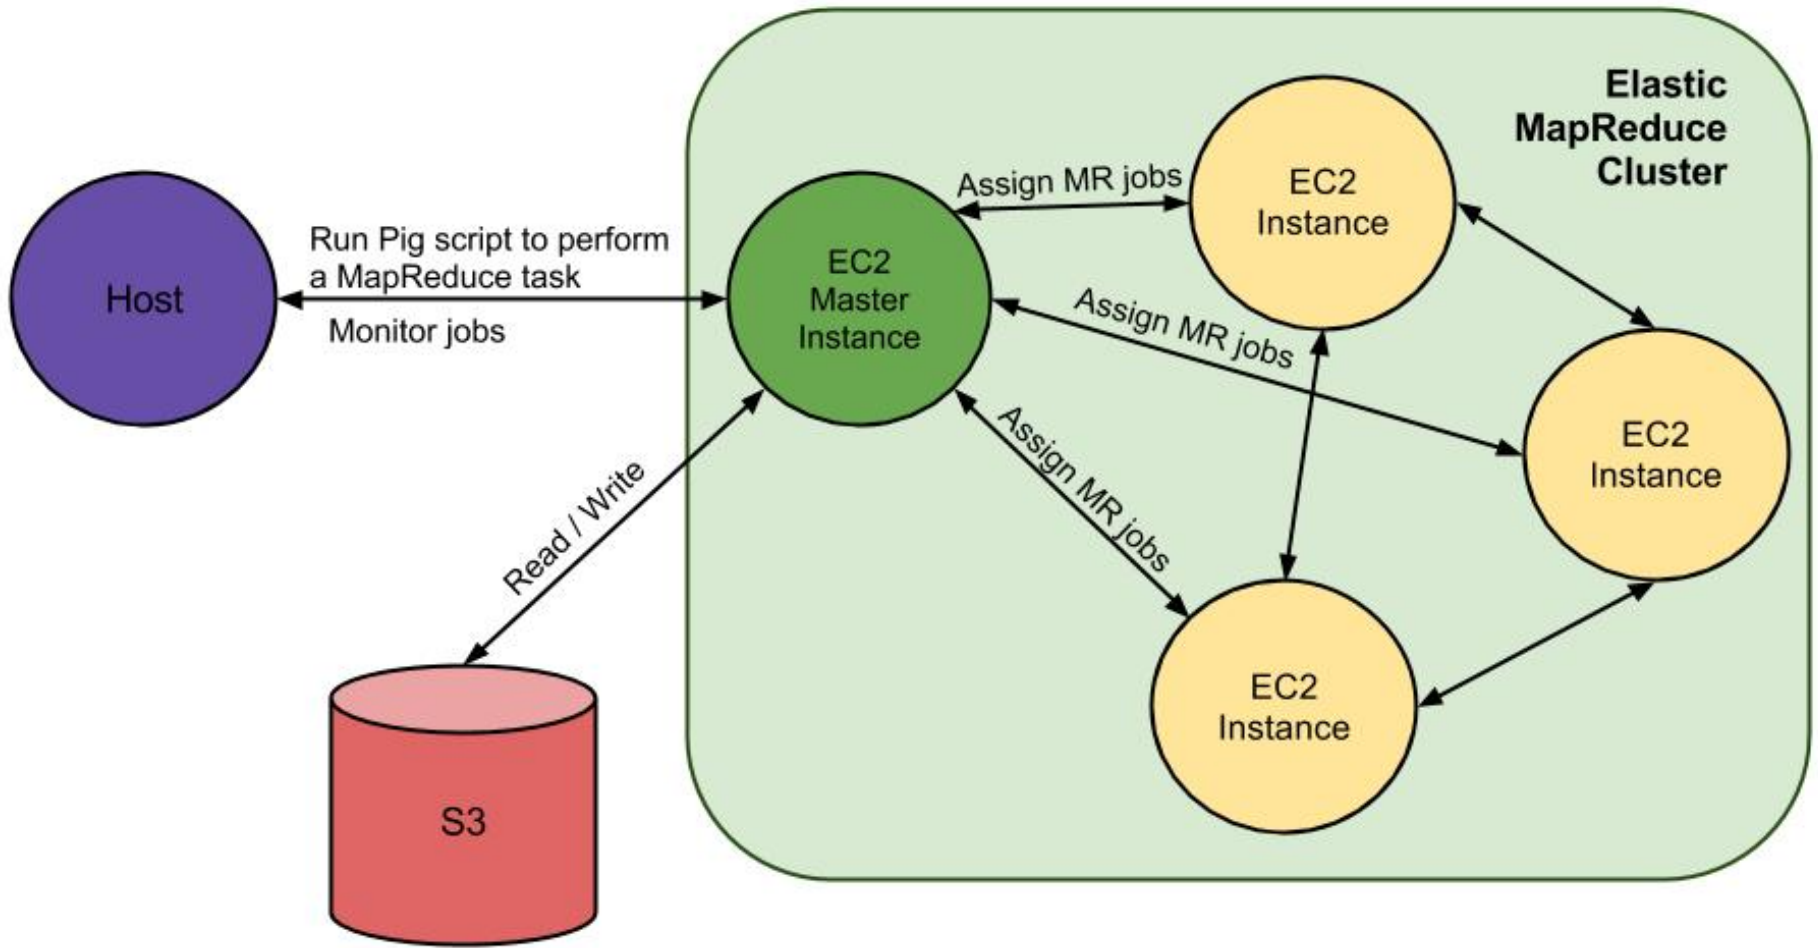 Elastic
MapReduce
Cluster
Host
Run Pig script to perform
a MapReduce task
Monitor jobs
EC2
Master
Instance
Assign MR jobs
EC2
Instance
Assign MR jobs
EC2
Instance
Assign MR jobs
EC2
Instance
Read / Write
S3